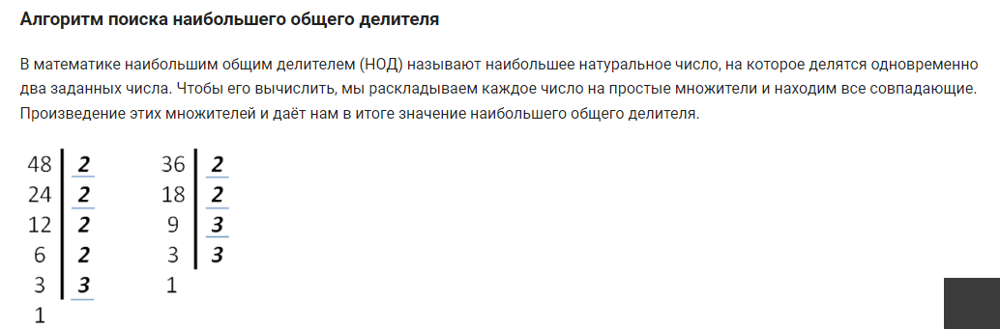 Алгоритм поиска наибольшего общего делителя
В математике наибольшим общим делителем (НОД) называют наибольшее натуральное число, на которое делятся одновременно
два заданных числа. Чтобы его вычислить, мы раскладываем каждое число на простые множители и находим все совпадающие.
Произведение этих множителей и даёт нам в итоге значение наибольшего общего делителя.
48 2 36 2
24 2 18 2
12 2 9 3
6 2 3 3
3 3 1
1